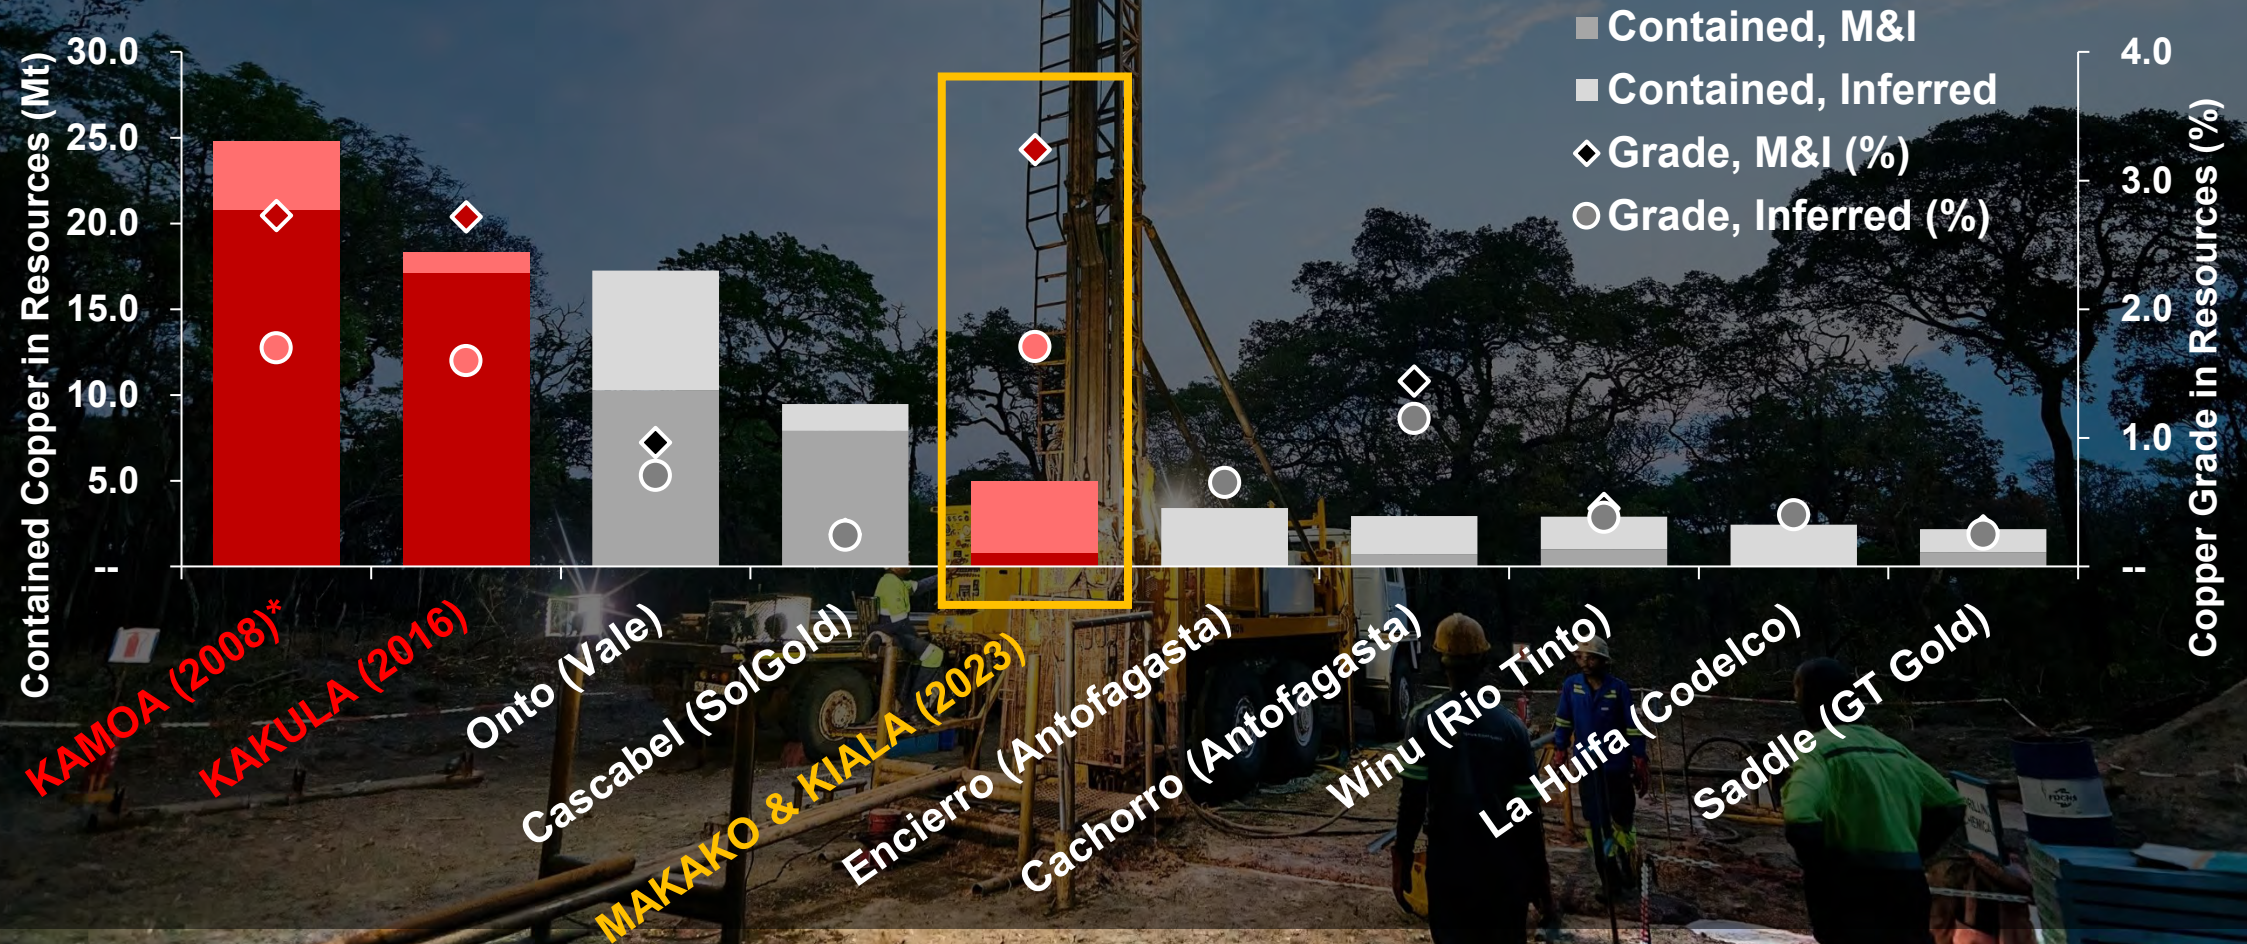 Contained, M&I
Contained, Inferred
Grade, M&I (%)
Grade, Inferred (%)
Contained Copper in Resources (Mt)
30.0
25.0
20.0
15.0
10.0
5.0
--
4.0
3.0
2.0
1.0
--
Copper Grade in Resources (%)
KAMOA (2008)*
KAKULA (2016)
Onto (Vale)
Cascabel (SolGold)
MAKAKO & KIALA (2023)
Encierro (Antofagasta)
Cachorro (Antofagasta)
Winu (Rio Tinto)
La Huifa (Codelco)
Saddle (GT Gold)
FUCHS